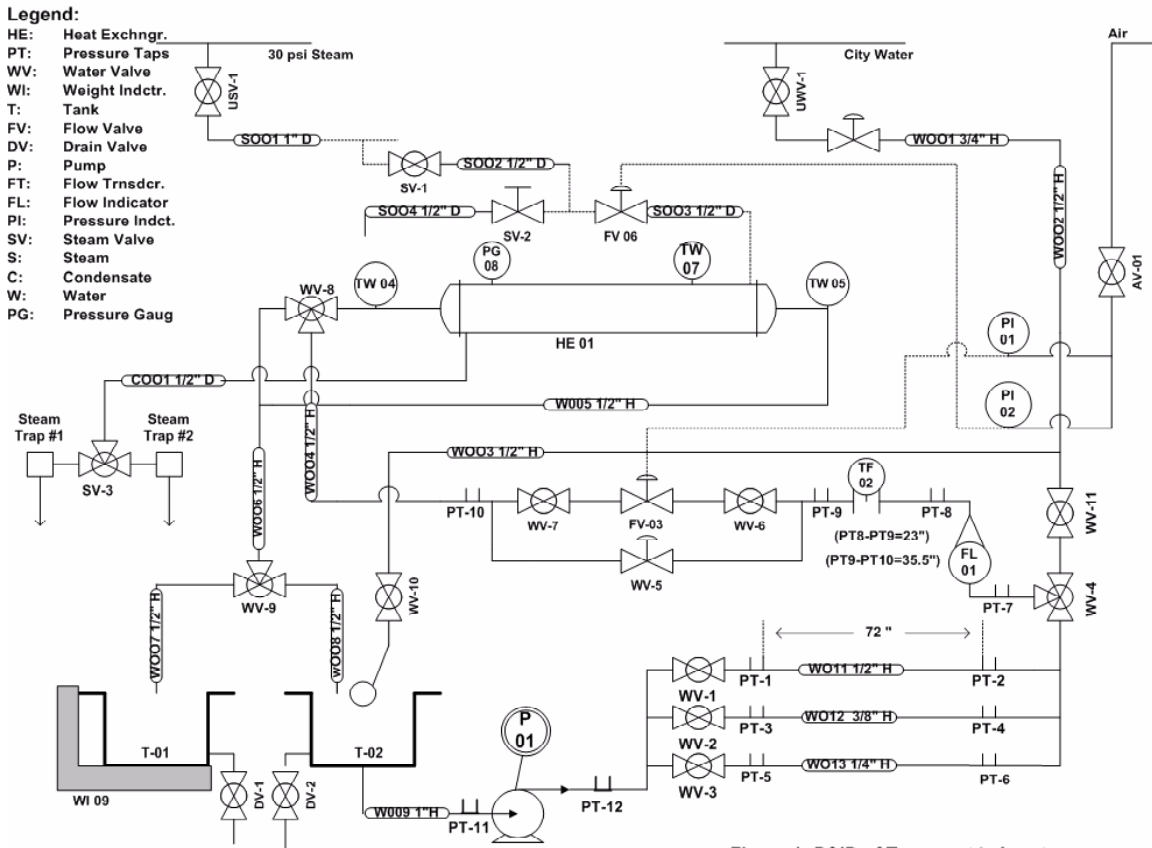 Legend:
HE: Heat Exchngr.
PT: Pressure Taps
WV: Water Valve
WI: Weight Indctr.
T: Tank
FV: Flow Valve
DV: Drain Valve
P: Pump
FT: Flow Trnsdcr.
FL: Flow Indicator
PI: Pressure Indct.
SV: Steam Valve
S: Steam
C: Condensate
W: Water
PG: Pressure Gaug
30 psi Steam
City Water
Air
USV-1
UWV-1
SOO1 1" D
WOO1 3/4" H
SV-1
SOO2 1/2" D
WOO2 1/2" H
SOO4 1/2" D
SV-2
FV 06
SOO3 1/2" D
AV-01
PG
08
TW
07
WV-8
TW 04
TW 05
HE 01
PI
01
COO1 1/2" D
W005 1/2" H
PI
02
Steam
Trap #1
Steam
Trap #2
SV-3
WOO4 1/2" H
WOO3 1/2" H
WOO6 1/2" H
TF
02
PT-10
WV-7
FV-03
WV-6
PT-9
PT-8
WV-11
(PT8-PT9=23")
(PT9-PT10=35.5")
FL
01
WV-5
WV-9
WV-10
PT-7
WV-4
WOO7 1/2" H
wOO8 1/2" H
72 "
WV-1
PT-1
WO11 1/2" H
PT-2
WV-2
PT-3
WO12 3/8" H
PT-4
WV-3
PT-5
WO13 1/4" H
PT-6
P
01
T-01
T-02
WI 09
DV-1
DV-2
W009 1"H
PT-11
PT-12